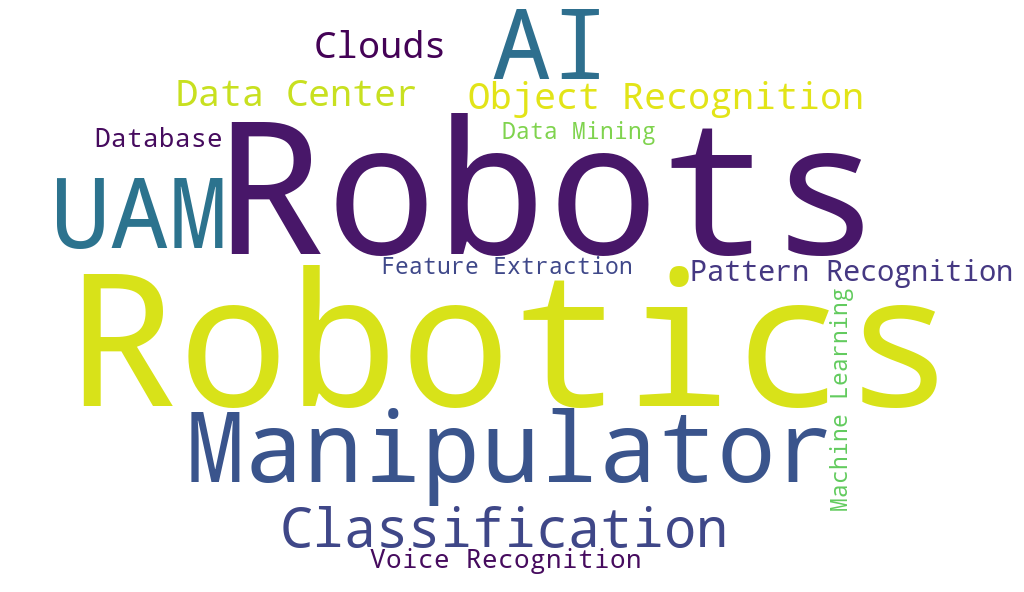 AI
Clouds
Data Center
Object Recognition
Data Mining
Database
Robots
UAM
Feature Extraction
Pattern Recognition
Robotics
Machine Learning
Manipulator
Classification
Voice Recognition